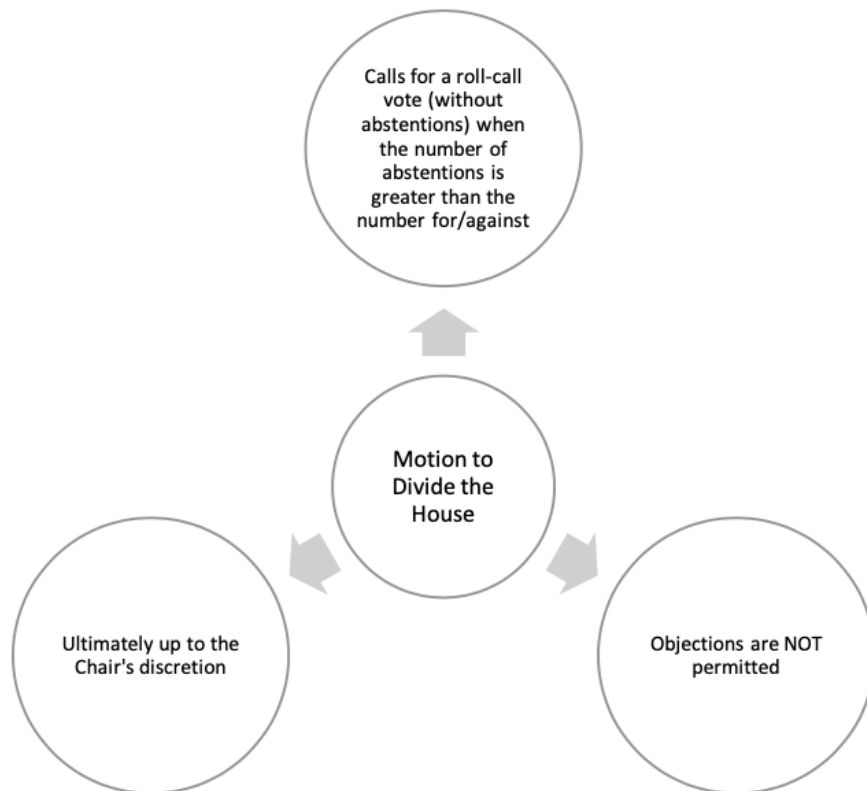 Calls for a roll-call
vote (without
abstentions) when
the number of
abstentions is
greater than the
number for/against
Motion to
Divide the
House
Ultimately up to the
Chair's discretion
Objections are NOT
permitted